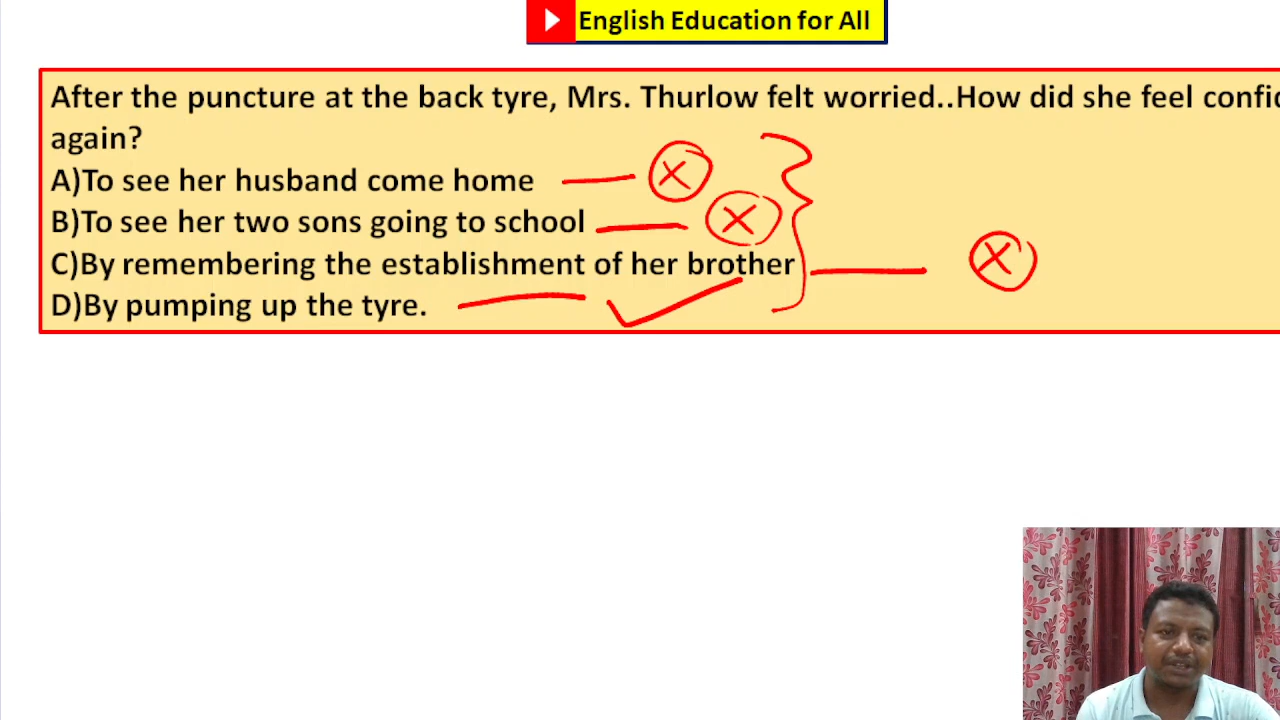 English Education for All
After the puncture at the back tyre, Mrs. Thurlow felt worried..How did she feel
again?
A)To see her husband come home
B)To see her two sons going to school
C)By remembering the establishment of her brother
D)By pumping up the tyre.